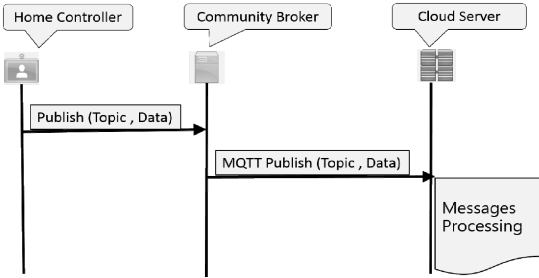 Home Controller
Community Broker
Cloud Server
Publish (Topic , Data)
MQTT Publish (Topic , Data)
Messages
Processing